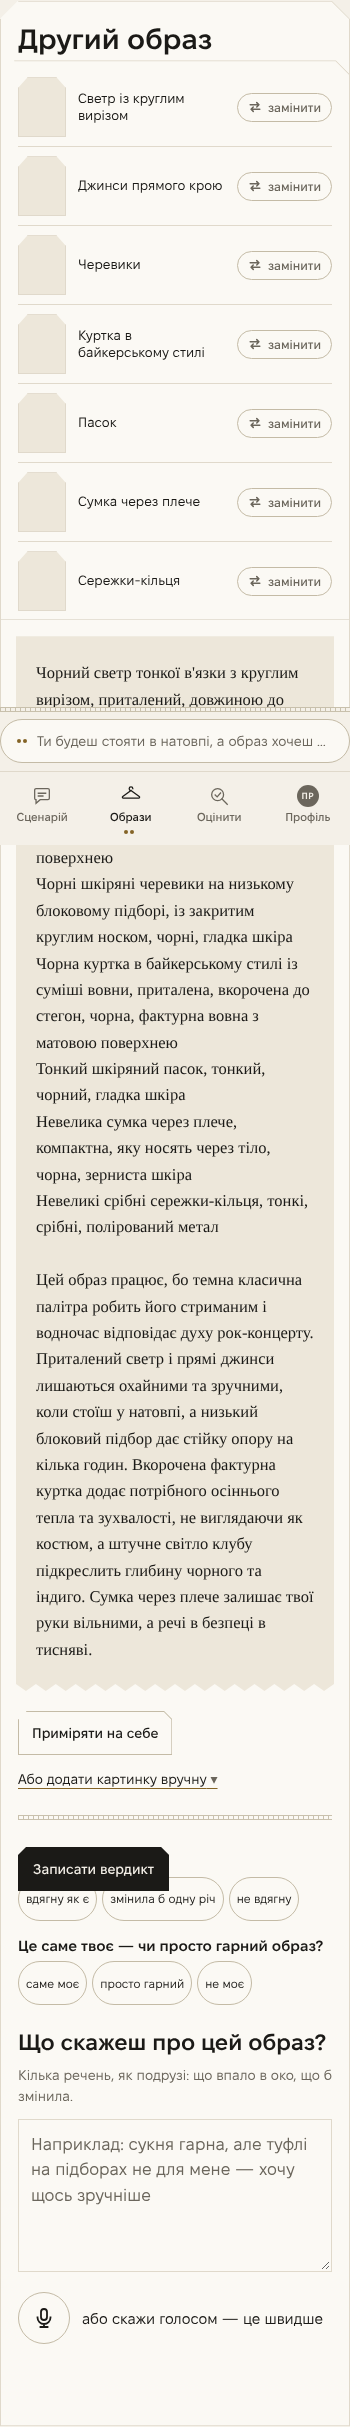 Другий образ
Светр із круглим
вирізом
замінити
Джинси прямого крою
замінити
Черевики
замінити
Куртка в
байкерському стилі
замінити
Пасок
замінити
Сумка через плече
замінити
Сережки-кільця
замінити
Чорний светр тонкої в'язки з круглим
вирізом, приталений, довжиною до
Ти будеш стояти в натовпі, а образ хочеш ...
Сценарій
Образи
Оцінити
ПР
Профіль
поверхнею
Чорні шкіряні черевики на низькому
блоковому підборі, із закритим
круглим носком, чорні, гладка шкіра
Чорна куртка в байкерському стилі із
суміші вовни, приталена, вкорочена до
стегон, чорна, фактурна вовна з
матовою поверхнею
Тонкий шкіряний пасок, тонкий,
чорний, гладка шкіра
Невелика сумка через плече,
компактна, яку носять через тіло,
чорна, зерниста шкіра
Невеликі срібні сережки-кільця, тонкі,
срібні, полірований метал
Цей образ працює, бо темна класична
палітра робить його стриманим і
водночас відповідає духу рок-концерту.
Приталений светр і прямі джинси
лишаються охайними та зручними,
коли стоїш у натовпі, а низький
блоковий підбор дає стійку опору на
кілька годин. Вкорочена фактурна
куртка додає потрібного осіннього
тепла та зухвалості, не виглядаючи як
костюм, а штучне світло клубу
підкреслить глибину чорного та
індиго. Сумка через плече залишає твої
руки вільними, а речі в безпеці в
тисняві.
Приміряти на себе
Або додати картинку вручну ▾
Записати вердикт
вдягну як є
змінила б одну річ
не вдягну
Це саме твоє — чи просто гарний образ?
саме моє
просто гарний
не моє
Що скажеш про цей образ?
Кілька речень, як подрузі: що впало в око, що б
змінила.
Наприклад: сукня гарна, але туфлі
на підборах не для мене — хочу
щось зручніше
або скажи голосом — це швидше